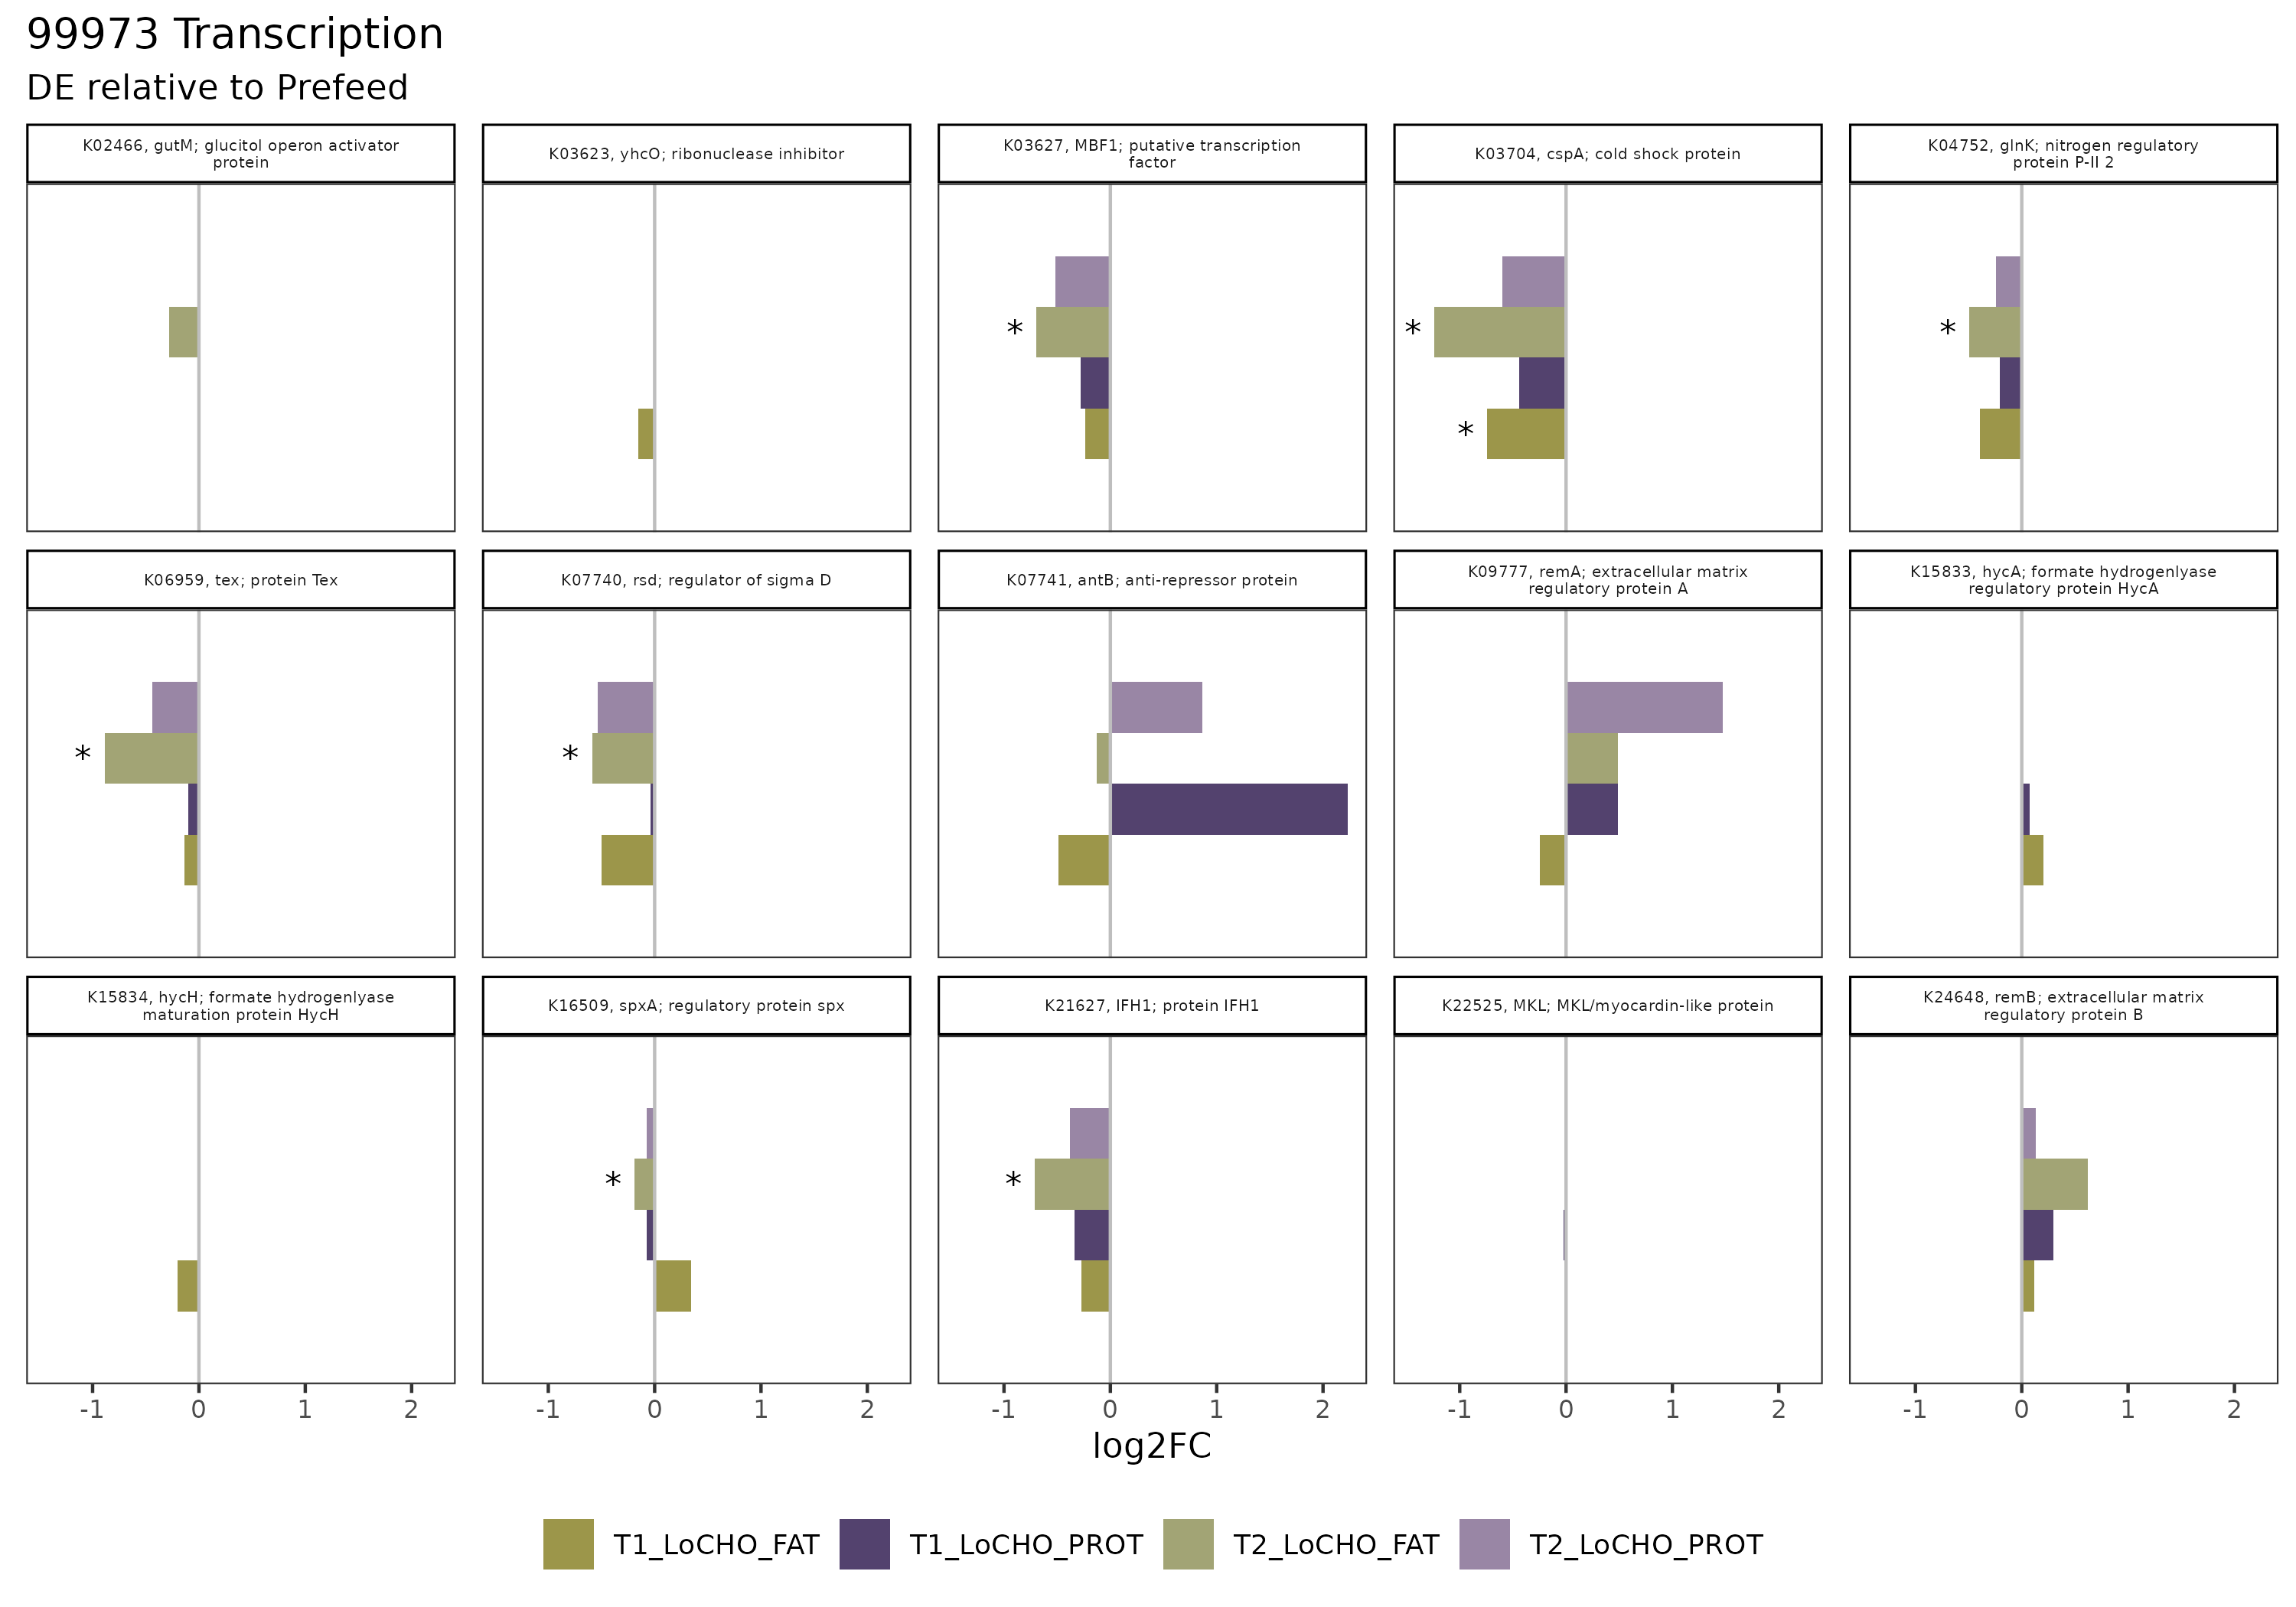 99973 Transcription
DE relative to Prefeed
K02466, gutM; glucitol operon activator
protein
K03623, yhcO; ribonuclease inhibitor
K03627, MBF1; putative transcription
factor
K03704, cspA; cold shock protein
K04752, glnK; nitrogen regulatory
protein P-II 2
*
*
*
*
K06959, tex; protein Tex
K07740, rsd; regulator of sigma D
K07741, antB; anti-repressor protein
K09777, remA; extracellular matrix
regulatory protein A
K15833, hycA; formate hydrogenlyase
regulatory protein HycA
*
*
K15834, hycH; formate hydrogenlyase
maturation protein HycH
K16509, spxA; regulatory protein spx
K21627, IFH1; protein IFH1
K22525, MKL; MKL/myocardin-like protein
K24648, remB; extracellular matrix
regulatory protein B
*
*
-1 0 1 2
-1 0 1 2
-1 0 1 2
-1 0 1 2
-1 0 1 2
log2FC
T1_LoCHO_FAT
T1_LoCHO_PROT
T2_LoCHO_FAT
T2_LoCHO_PROT